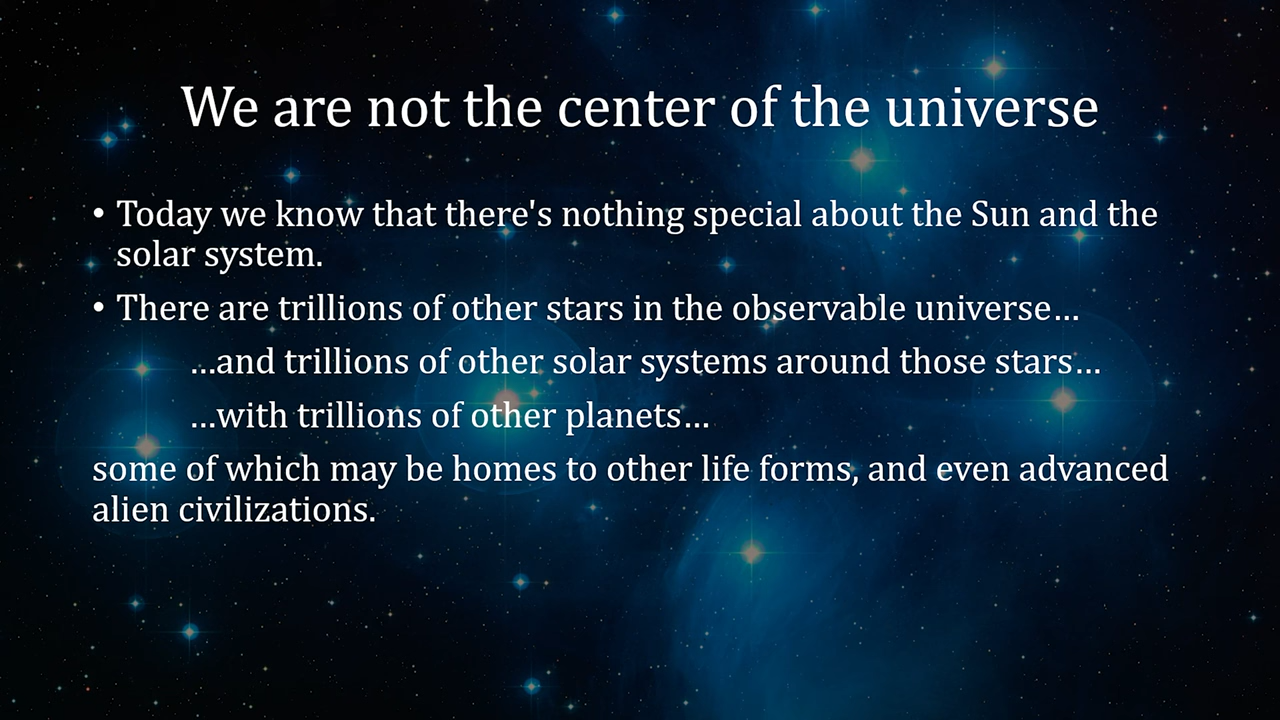 We are not the center of the universe
• Today we know that there's nothing special about the Sun and the
solar system.
• There are trillions of other stars in the observable universe…
…and trillions of other solar systems around those stars…
…with trillions of other planets…
some of which may be homes to other life forms, and even advanced
alien civilizations.